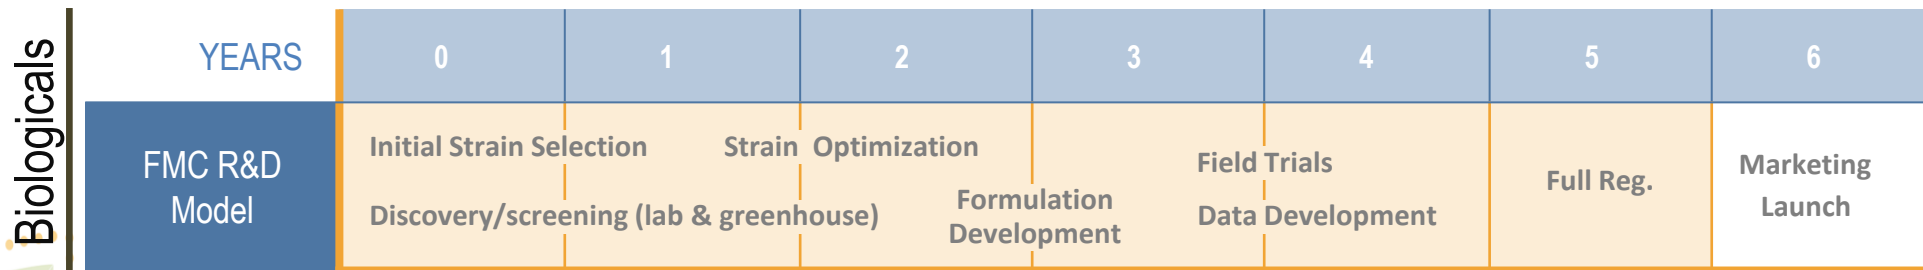 Biologicals
YEARS 0 1 2 3 4 5 6
FMC R&D
Model
Initial Strain Selection
Strain Optimization
Discovery/screening (lab & greenhouse)
Formulation
Development
Field Trials
Data Development
Full Reg.
Marketing
Launch